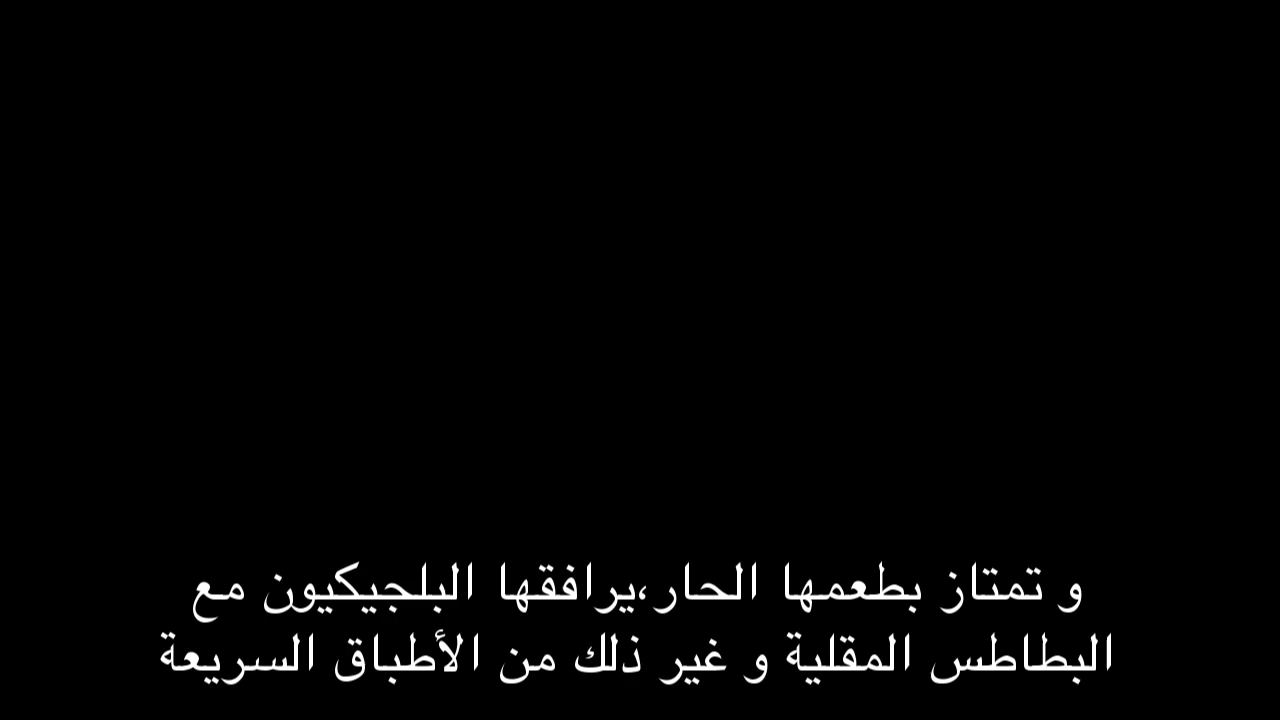 و تمتاز بطعمها الحار،يرافقها البلجيكيون مع
البطاطس المقلية و غير ذلك من الأطباق السريعة